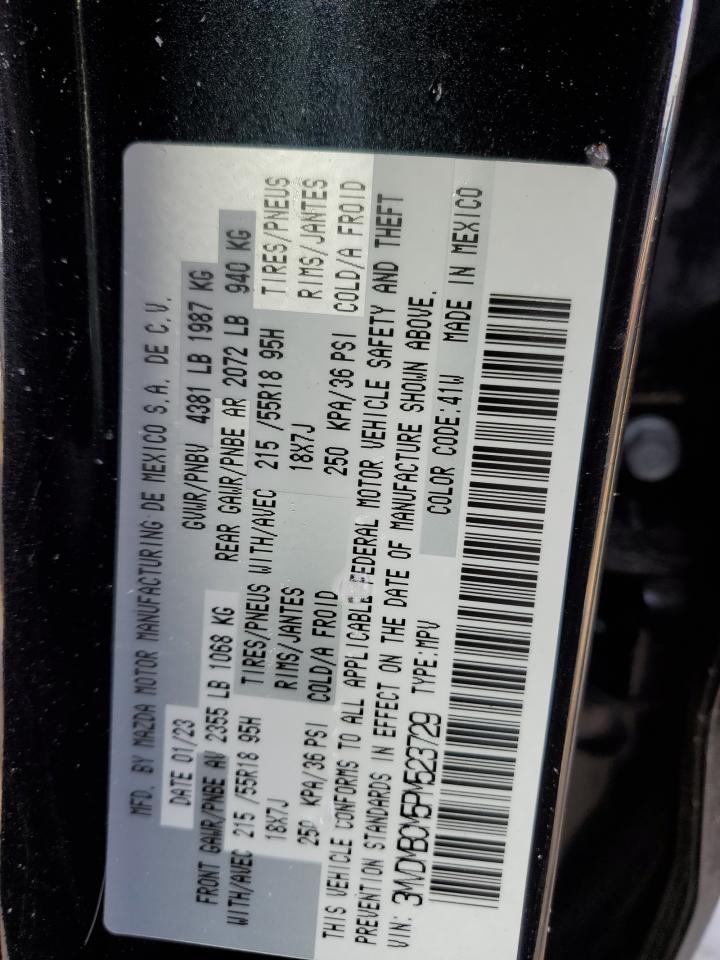 MFD. BY MAZDA MOTOR MANUFACTURING DE MEXICO S.A. DE C.V.
DATE 01/23 GVWR/PNBV 4381 LB 1987 KG
FRONT GAWR/PNBE AV 2355 LB 1068 KG REAR GAWR/PNBE AR 2072 LB 940 KG
WITH/AVEC 215 /55R18 95H TIRES/PNEUS WITH/AVEC 215 /55R18 95H TIRES/PNEUS
18X7J RIMS/JANTES 18X7J RIMS/JANTES
250 KPA/36 PSI COLD/A FROID 250 KPA/36 PSI COLD/A FROID
THIS VEHICLE CONFORMS TO ALL APPLICABLE FEDERAL MOTOR VEHICLE SAFETY AND THEFT
PREVENTION STANDARDS IN EFFECT ON THE DATE OF MANUFACTURE SHOWN ABOVE.
VIN: 3MVDMBCM5PM523729 TYPE:MPV COLOR CODE:41W MADE IN MEXICO